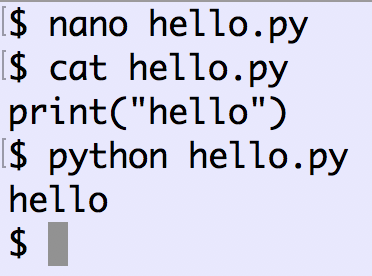 $ nano hello.py
$ cat hello.py
print("hello")
$ python hello.py
hello
$